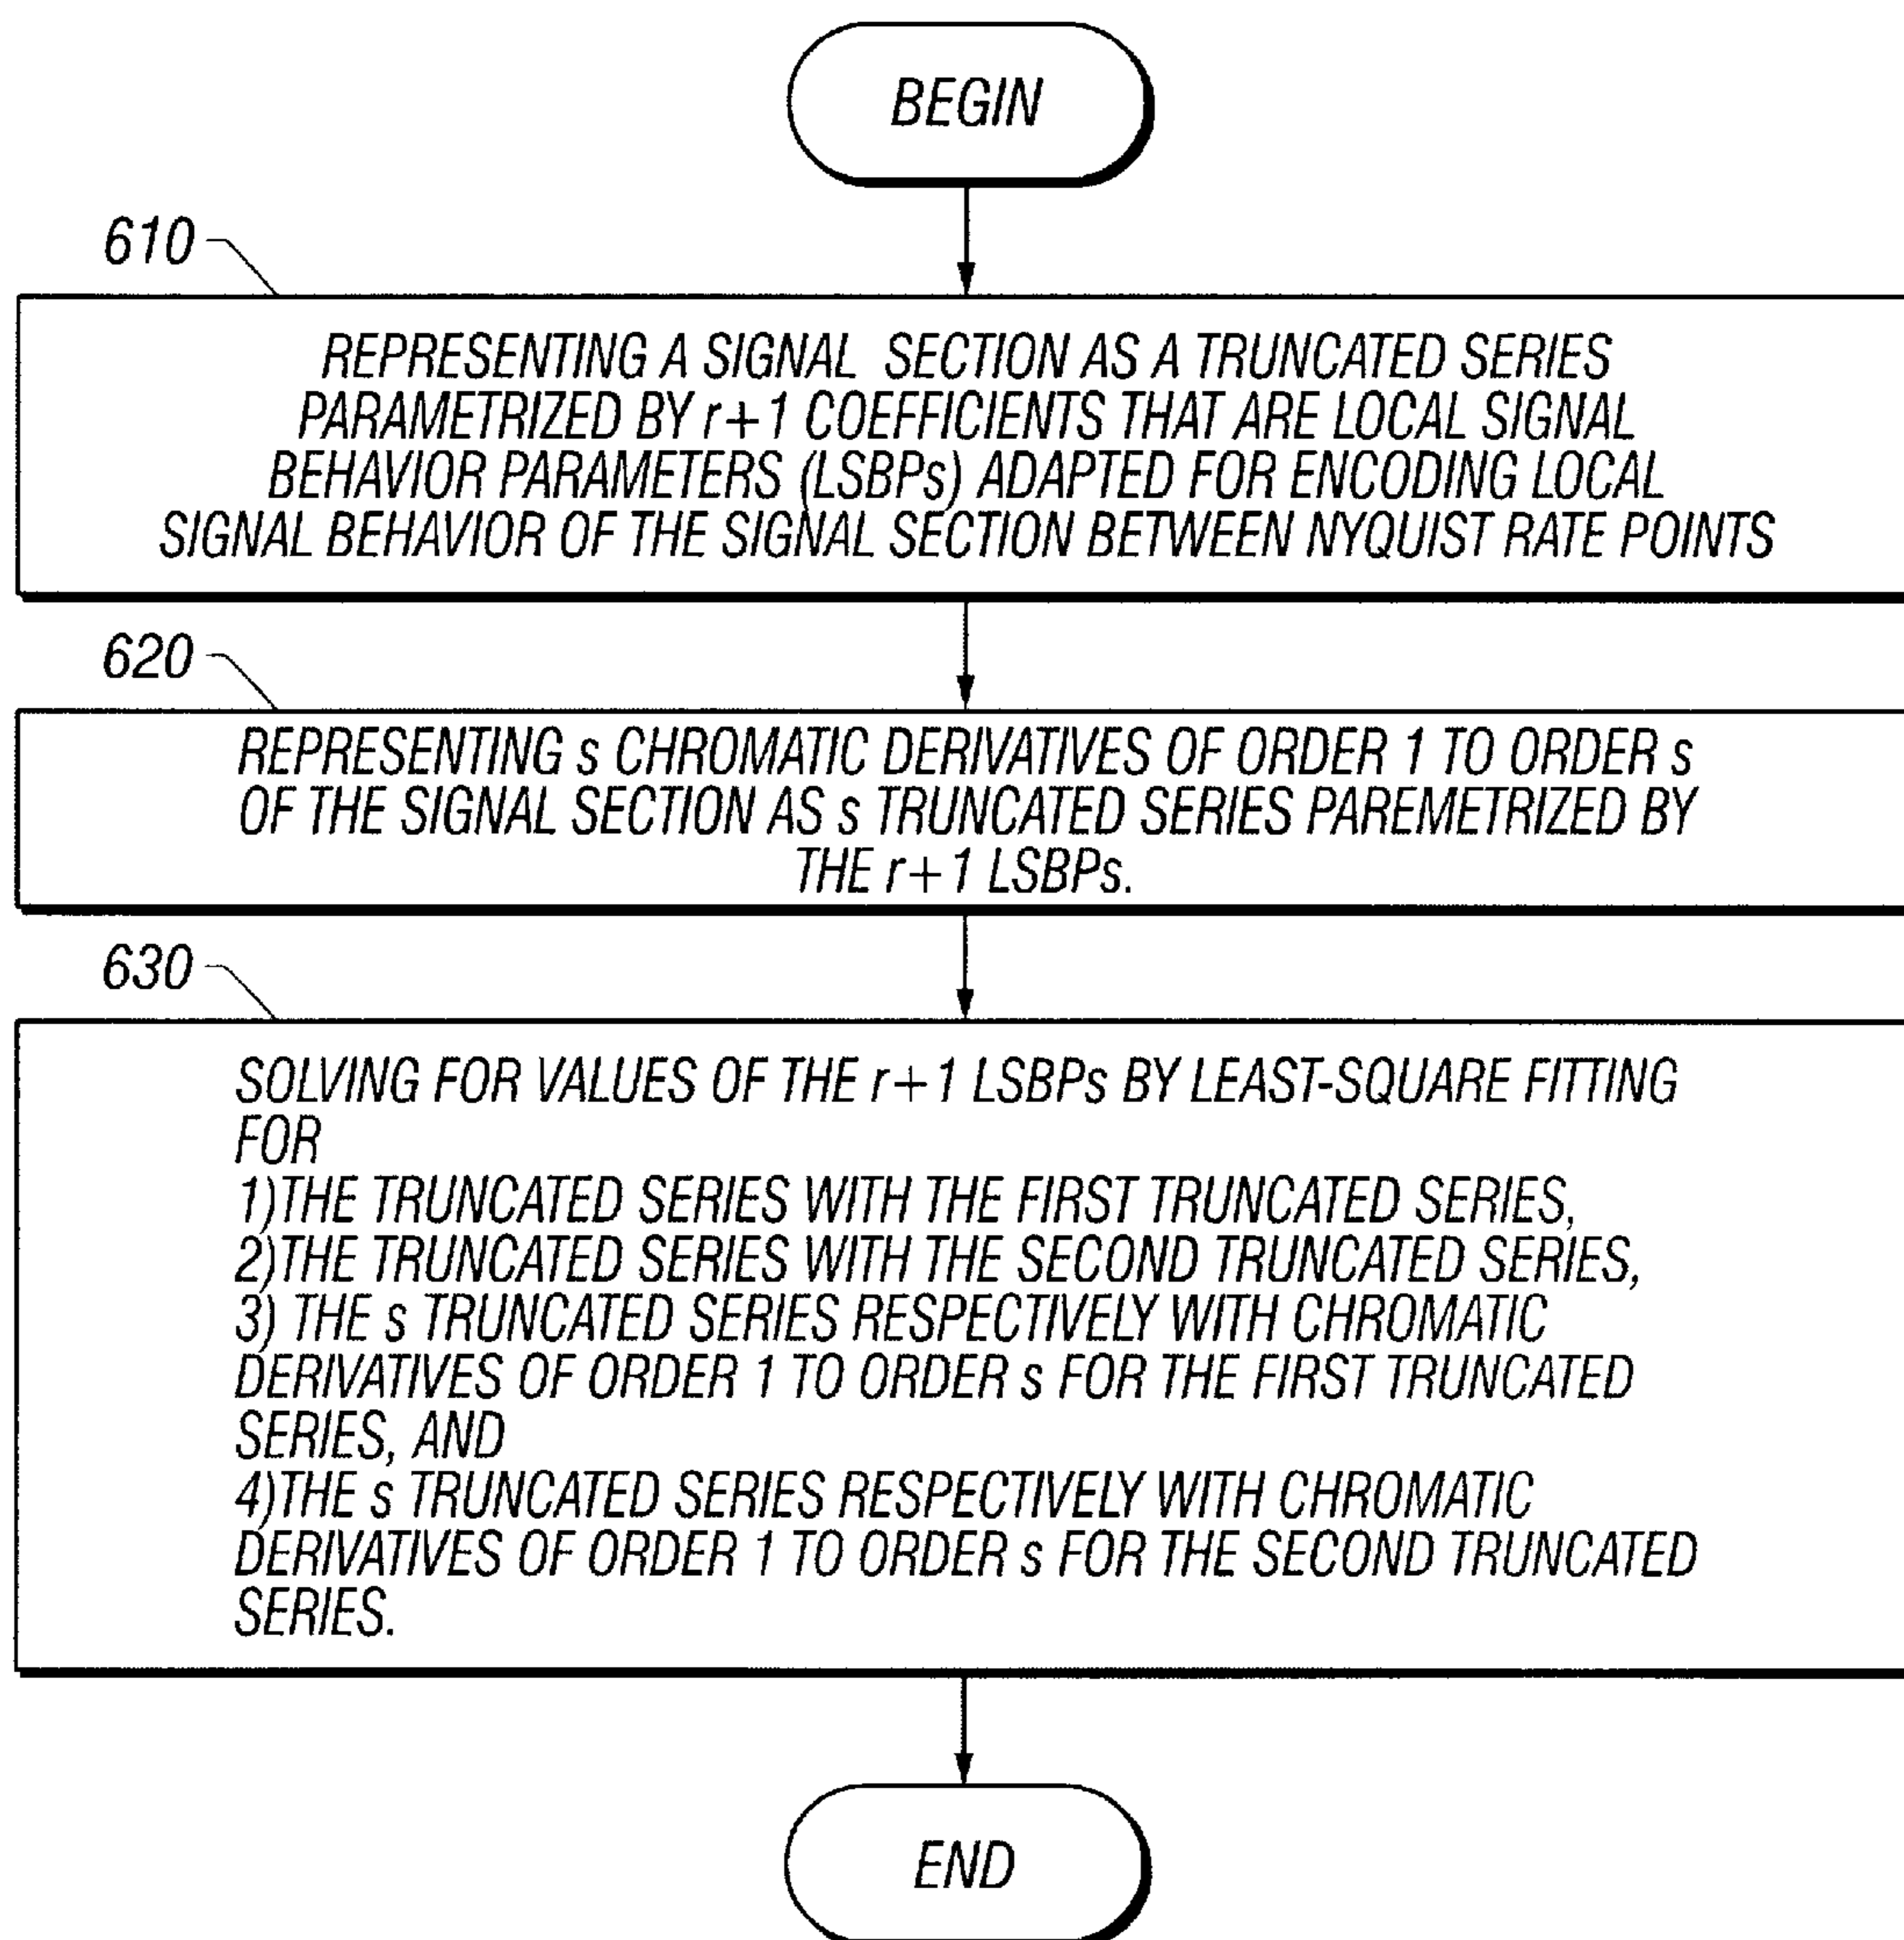 BEGIN
610
REPRESENTING A SIGNAL SECTION AS A TRUNCATED SERIES
PARAMETRIZED BY r+1 COEFFICIENTS THAT ARE LOCAL SIGNAL
BEHAVIOR PARAMETERS (LSBPs) ADAPTED FOR ENCODING LOCAL
SIGNAL BEHAVIOR OF THE SIGNAL SECTION BETWEEN NYQUIST RATE POINTS
620
REPRESENTING s CHROMATIC DERIVATIVES OF ORDER 1 TO ORDER s
OF THE SIGNAL SECTION AS s TRUNCATED SERIES PAREMETRIZED BY
THE r+1 LSBPs.
630
SOLVING FOR VALUES OF THE r+1 LSBPs BY LEAST-SQUARE FITTING
FOR
1)THE TRUNCATED SERIES WITH THE FIRST TRUNCATED SERIES,
2)THE TRUNCATED SERIES WITH THE SECOND TRUNCATED SERIES,
3) THE s TRUNCATED SERIES RESPECTIVELY WITH CHROMATIC
DERIVATIVES OF ORDER 1 TO ORDER s FOR THE FIRST TRUNCATED
SERIES, AND
4)THE s TRUNCATED SERIES RESPECTIVELY WITH CHROMATIC
DERIVATIVES OF ORDER 1 TO ORDER s FOR THE SECOND TRUNCATED
SERIES.
END